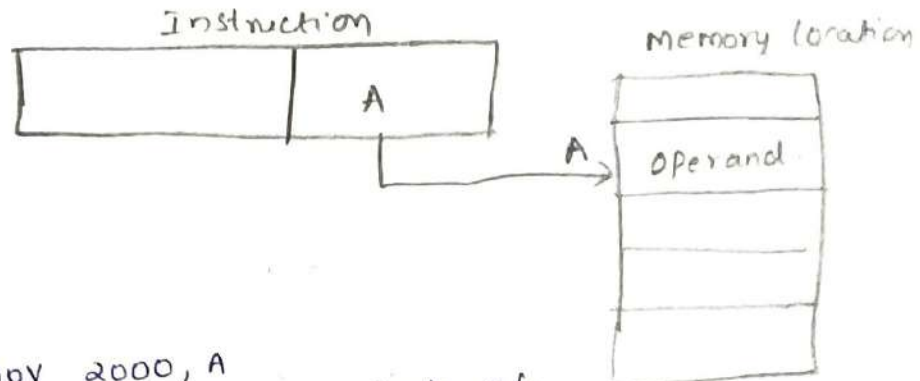 Instruction
Memory location
A
A
operand
MOV 2000, A